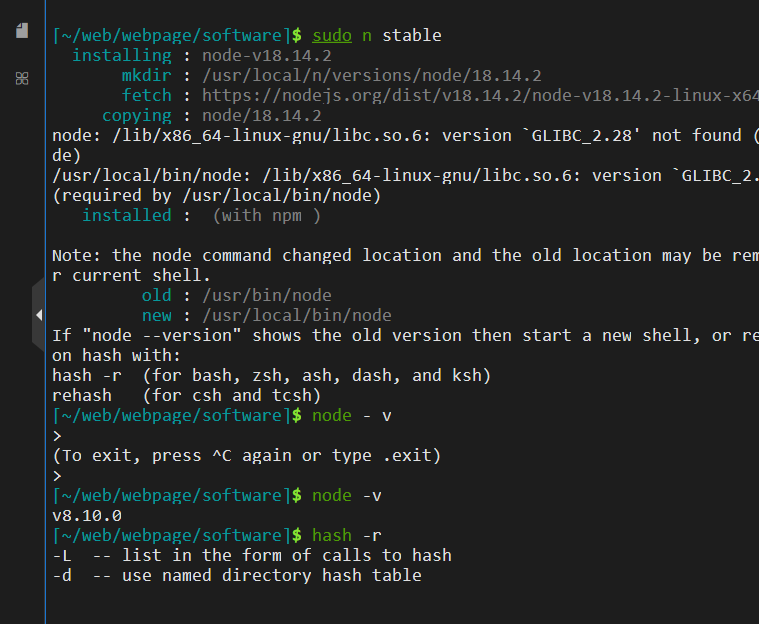 [~/web/webpage/software]$ sudo n stable
installing : node-v18.14.2
mkdir : /usr/local/n/versions/node/18.14.2
fetch : https://nodejs.org/dist/v18.14.2/node-v18.14.2-linux-x64
copying : node/18.14.2
node: /lib/x86_64-linux-gnu/libc.so.6: version `GLIBC_2.28' not found (
de)
/usr/local/bin/node: /lib/x86_64-linux-gnu/libc.so.6: version `GLIBC_2.
(required by /usr/local/bin/node)
installed : (with npm )
Note: the node command changed location and the old location may be rem
r current shell.
old : /usr/bin/node
new : /usr/local/bin/node
If "node --version" shows the old version then start a new shell, or re
on hash with:
hash -r (for bash, zsh, ash, dash, and ksh)
rehash (for csh and tcsh)
[~/web/webpage/software]$ node - v
>
(To exit, press ^C again or type .exit)
>
[~/web/webpage/software]$ node -v
v8.10.0
[~/web/webpage/software]$ hash -r
-L -- list in the form of calls to hash
-d -- use named directory hash table